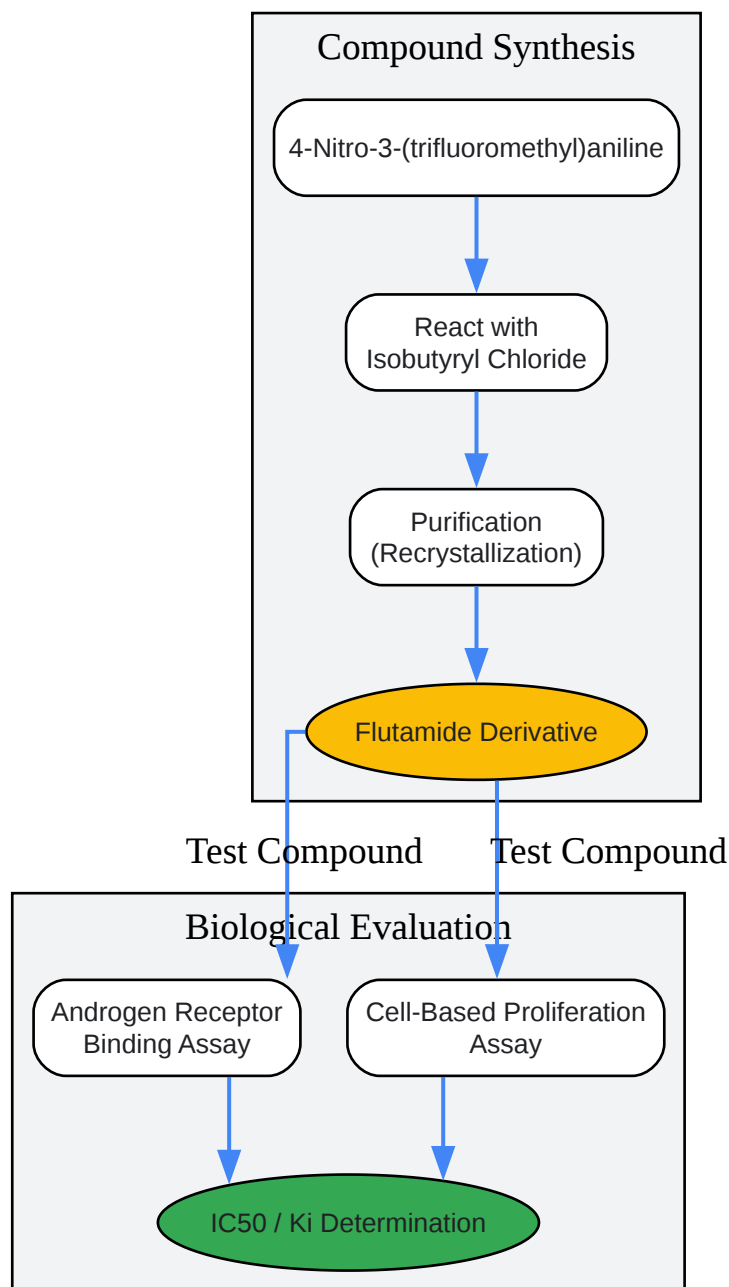 Compound Synthesis
4-Nitro-3-(trifluoromethyl)aniline
React with
Isobutyryl Chloride
Purification
(Recrystallization)
Flutamide Derivative
Test Compound
Test Compound
Biological Evaluation
Androgen Receptor
Binding Assay
Cell-Based Proliferation
Assay
IC50 / Ki Determination